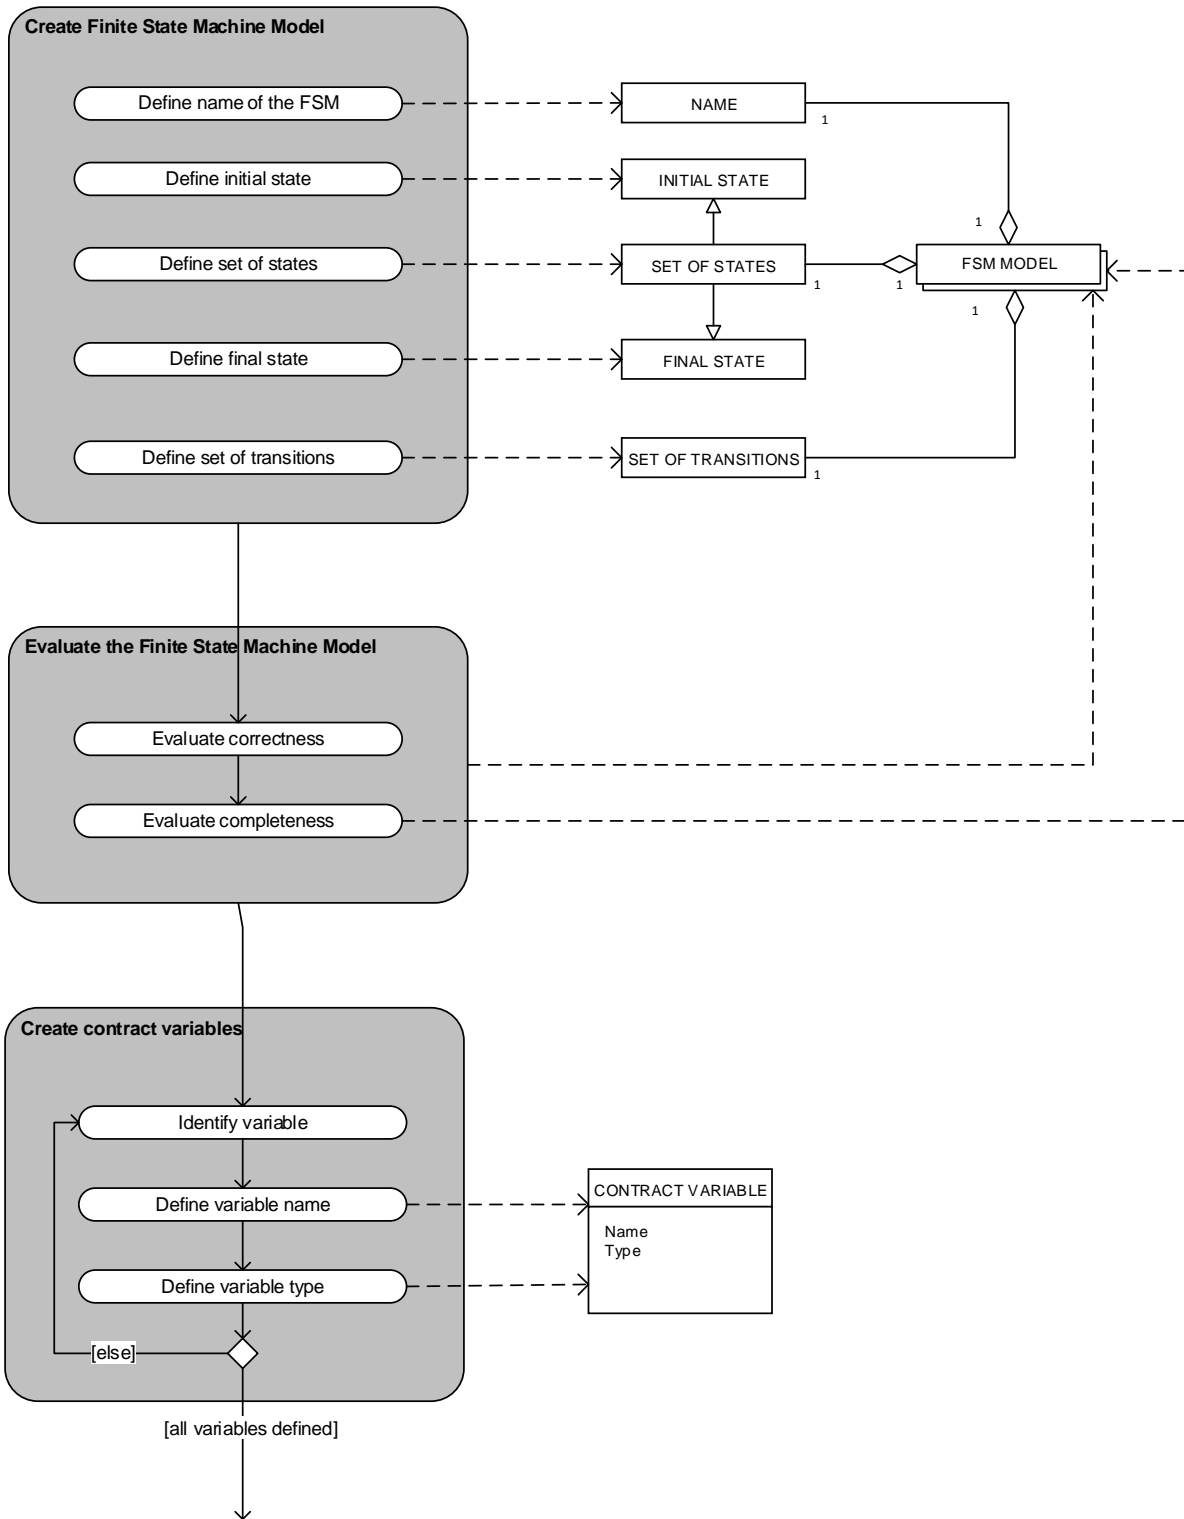 Create Finite State Machine Model
Define name of the FSM
NAME
1
Define initial state
INITIAL STATE
1
Define set of states
SET OF STATES
FSM MODEL
1
1
1
Define final state
FINAL STATE
Define set of transitions
SET OF TRANSITIONS
1
Evaluate the Finite State Machine Model
Evaluate correctness
Evaluate completeness
Create contract variables
Identify variable
CONTRACT VARIABLE
Define variable name
Name
Type
Define variable type
[else]
[all variables defined]